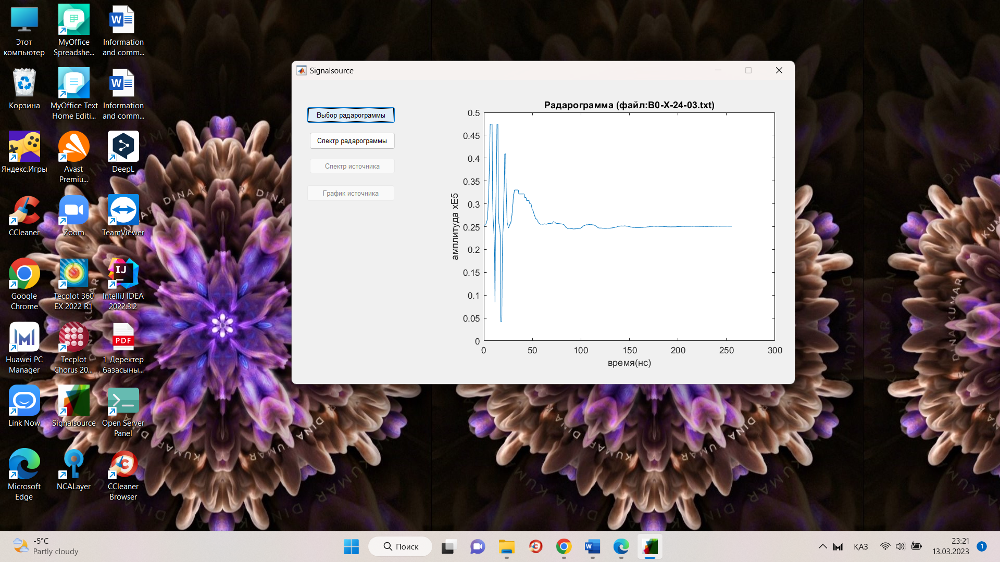 Этот
компьютер
MyOffice
Spreadshe...
Information
and comm...
Корзина
MyOffice Text
Home Editi...
Information
and comm...
Яндекс.Игры
Avast
Premiu...
DeepL
CCleaner
Zoom
TeamViewer
Google
Chrome
Tecplot 360
EX 2022 R1
IntelliJ IDEA
2022.3.2
Huawei PC
Manager
Tecplot
Chorus 20...
PDF
1_Деректер
базасыны...
Link Now
Signalsource
Open Server
Panel
Microsoft
Edge
NCALayer
CCleaner
Browser
Signalsource
Выбор радарограммы
Спектр радарограммы
Спектр источника
График источника
Радарограмма (файл:B0-X-24-03.txt)
0.5
0.45
0.4
0.35
0.3
0.25
0.2
0.15
0.1
0.05
0
амплитуда xE5
0 50 100 150 200 250 300
время(нс)
DINA KUMAR DINA
DINA KUMAR
-5°C
Partly cloudy
Поиск
ҚАЗ
23:21
13.03.2023
1